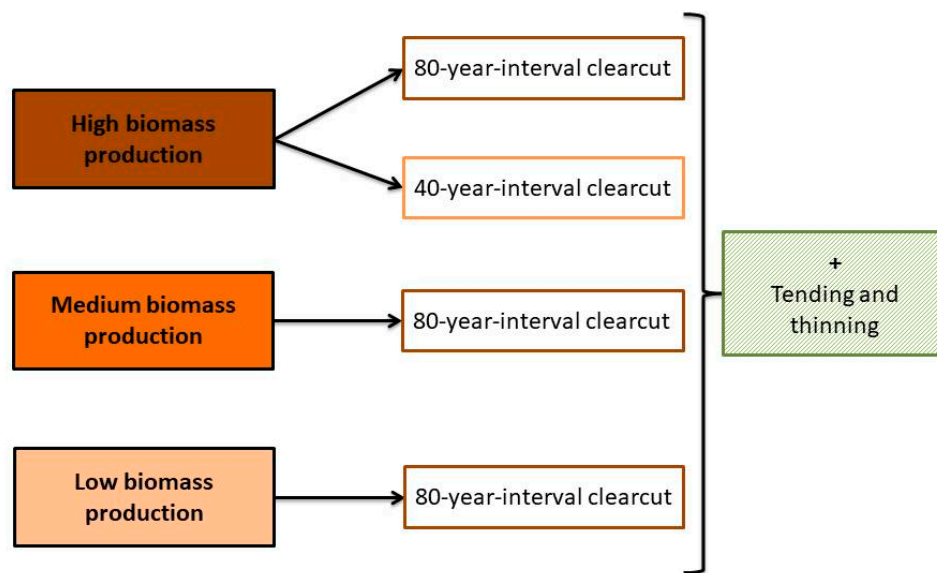 High biomass
production
80-year-interval clearcut
40-year-interval clearcut
Medium biomass
production
80-year-interval clearcut
Low biomass
production
80-year-interval clearcut
+
Tending and
thinning